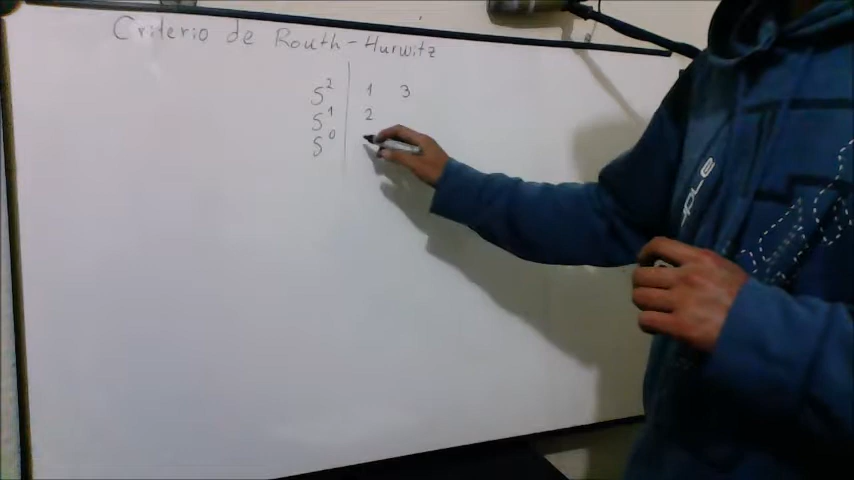 Criterio de Routh-Hurwitz
S² 1 3
S¹ 2
S⁰